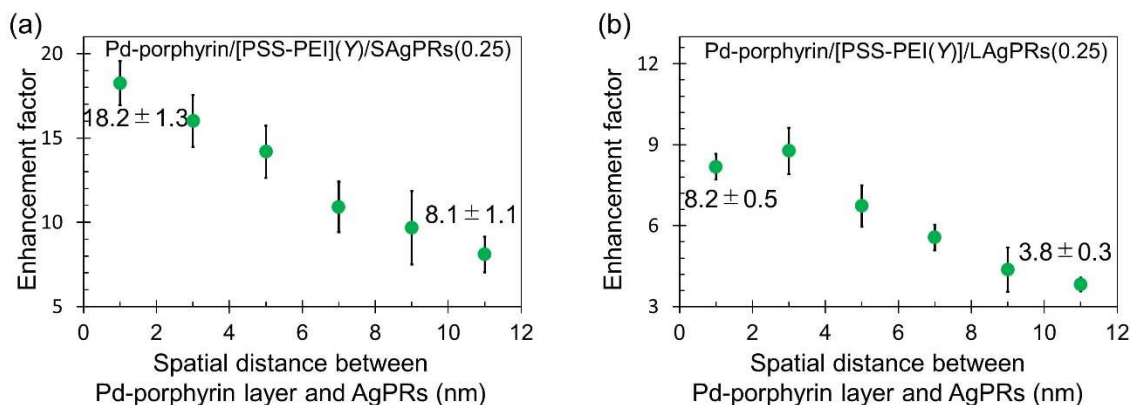 (a)
Pd-porphyrin/[PSS-PEI](Y)/SAgPRs(0.25)
Enhancement factor
20
15
10
5
18.2±1.3
8.1±1.1
0 2 4 6 8 10 12
Spatial distance between
Pd-porphyrin layer and AgPRs (nm)
(b)
Pd-porphyrin/[PSS-PEI(Y)]/LAgPRs(0.25)
Enhancement factor
12
9
6
3
8.2±0.5
3.8±0.3
0 2 4 6 8 10 12
Spatial distance between
Pd-porphyrin layer and AgPRs (nm)